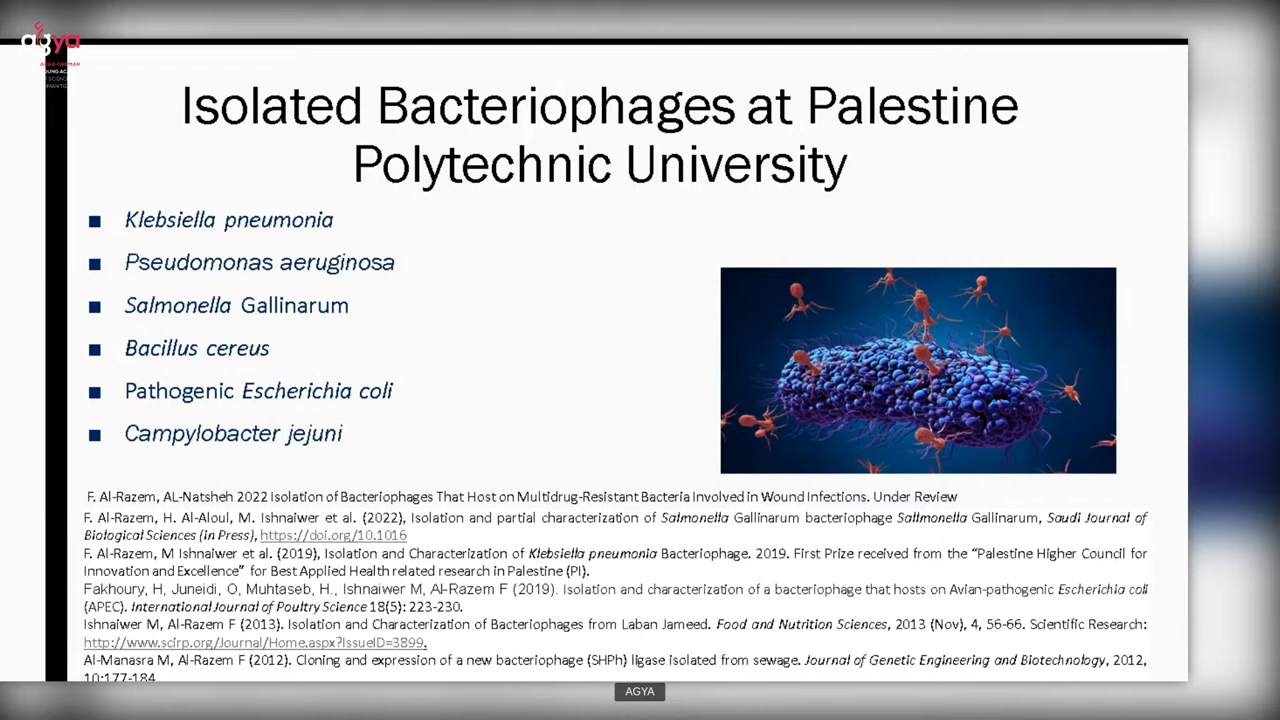 agya
ARAB-GERMAN
Isolated Bacteriophages at Palestine
Polytechnic University
■ Klebsiella pneumonia
■ Pseudomonas aeruginosa
■ Salmonella Gallinarum
■ Bacillus cereus
■ Pathogenic Escherichia coli
■ Campylobacter jejuni
F. Al-Razem, AL-Natsheh 2022 Isolation of Bacteriophages That Host on Multidrug-Resistant Bacteria Involved in Wound Infections. Under Review
F. Al-Razem, H. Al-Aloul, M. Ishnaiwer et al. (2022), Isolation and partial characterization of Salmonella Gallinarum bacteriophage Sallmonella Gallinarum, Saudi Journal of
Biological Sciences (in Press), https://doi.org/10.1016
F. Al-Razem, M Ishnaiwer et al. (2019), Isolation and Characterization of Klebsiella pneumonia Bacteriophage. 2019. First Prize received from the “Palestine Higher Council for
Innovation and Excellence” for Best Applied Health related research in Palestine (PI).
Fakhoury, H, Juneidi, O, Muhtaseb, H., Ishnaiwer M, Al-Razem F (2019). Isolation and characterization of a bacteriophage that hosts on Avian-pathogenic Escherichia coli
(APEC). International Journal of Poultry Science 18(5): 223-230.
Ishnaiwer M, Al-Razem F (2013). Isolation and Characterization of Bacteriophages from Laban Jameed. Food and Nutrition Sciences, 2013 (Nov), 4, 56-66. Scientific Research:
http://www.scirp.org/Journal/Home.aspx?IssueID=3899.
Al-Manasra M, Al-Razem F (2012). Cloning and expression of a new bacteriophage (SHPh) ligase isolated from sewage. Journal of Genetic Engineering and Biotechnology, 2012,
10:177-184
AGYA